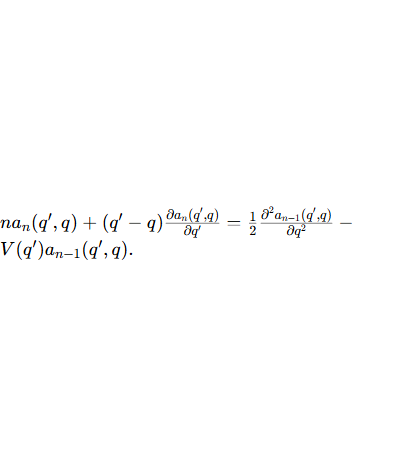 $na_n(q', q) + (q' - q)\frac{\partial a_n(q',q)}{\partial q'} = \frac{1}{2}\frac{\partial^2 a_{n-1}(q',q)}{\partial q^2} -$
$V(q')a_{n-1}(q', q).$